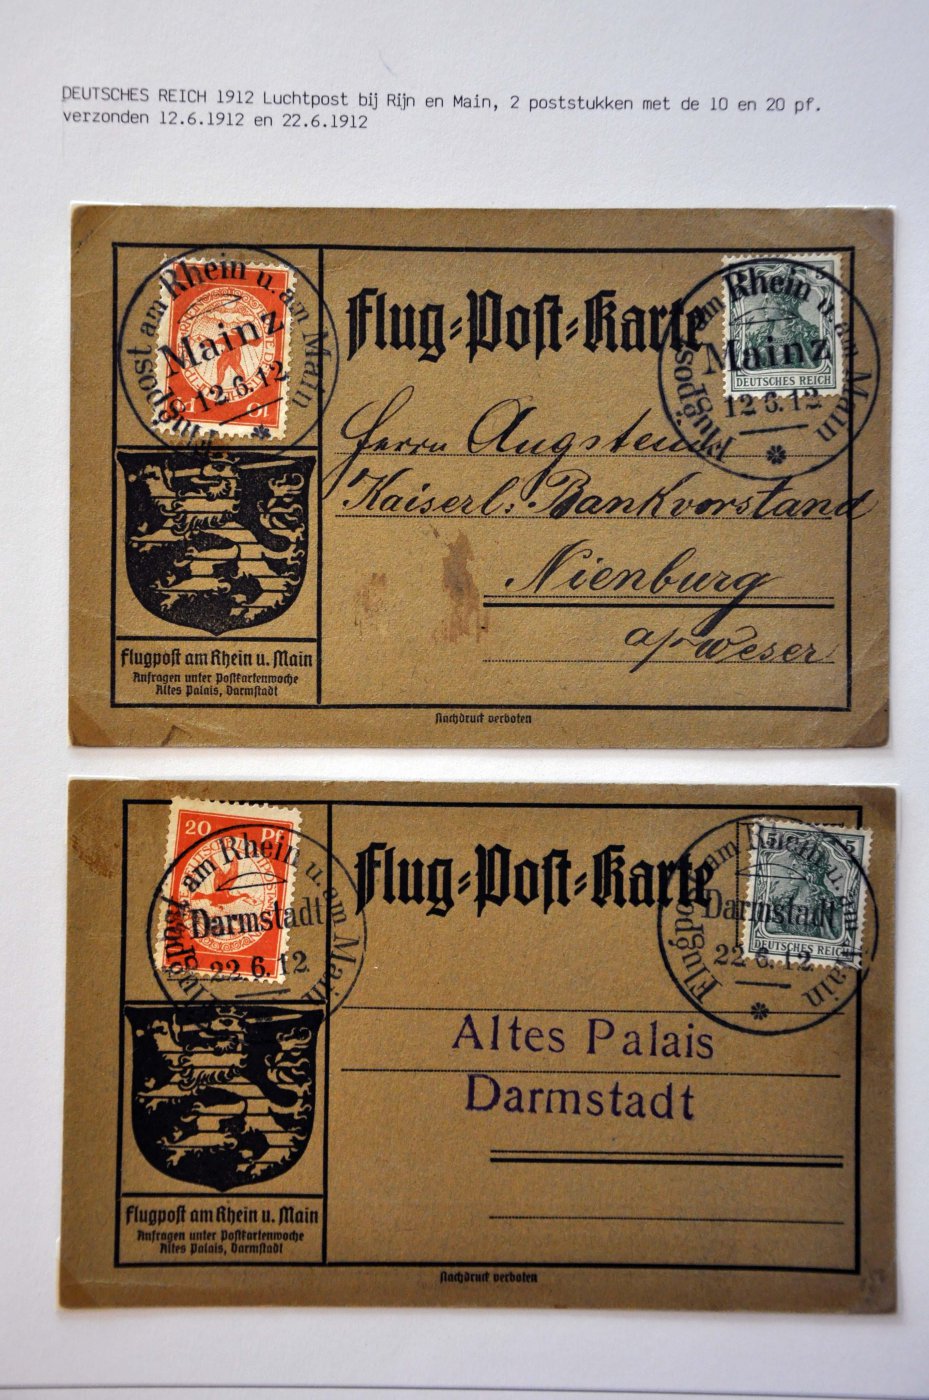 DEUTSCHES REICH 1912 Luchtpost bij Rijn en Main, 2 poststukken met de 10 en 20 pf.
verzonden 12.6.1912 en 22.6.1912
Flugpost am Rhein u. am Main
Mainz
12.6.12
10
Flug=Post=Karte
Flugpost am Rhein u. am Main
Mainz
12.6.12
5
DEUTSCHES REICH
Herrn
Kaiserl: Bankvorstand
Nienburg
a/Weser
Flugpost am Rhein u. Main
Anfragen unter Postkartenwoche
Altes Palais, Darmstadt
Nachdruck verboten
20 Pf
Flugpost am Rhein u. am Main
Darmstadt
22.6.12
Flug=Post=Karte
Flugpost am Rhein u. am Main
Darmstadt
22.6.12
5 5
DEUTSCHES REICH
Altes Palais
Darmstadt
Flugpost am Rhein u. Main
Anfragen unter Postkartenwoche
Altes Palais, Darmstadt
Nachdruck verboten